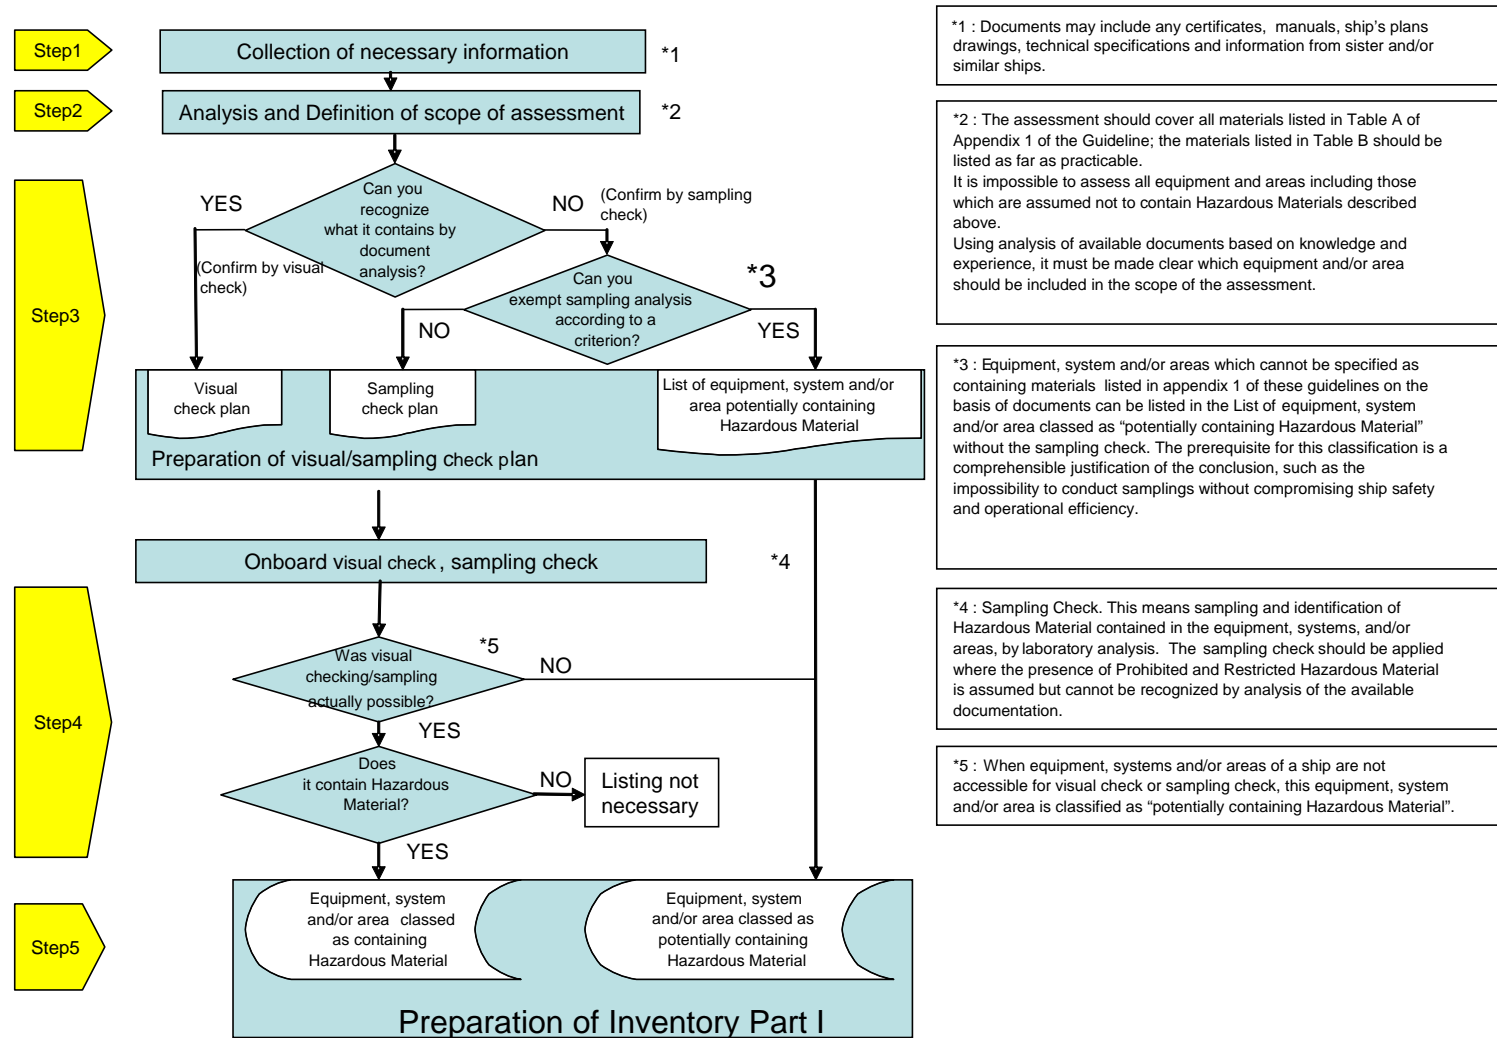 Step1
Collection of necessary information
*1
Step2
Analysis and Definition of scope of assessment
*2
Step3
Can you
recognize
what it contains by
document
analysis?
YES
(Confirm by visual
check)
NO
(Confirm by sampling
check)
Can you
exempt sampling analysis
according to a
criterion?
*3
NO
YES
Visual
check plan
Sampling
check plan
List of equipment, system and/or
area potentially containing
Hazardous Material
Preparation of visual/sampling check plan
Onboard visual check, sampling check
*4
Step4
Was visual
checking/sampling
actually possible?
*5
NO
YES
Does
it contain Hazardous
Material?
NO
Listing not
necessary
YES
Step5
Equipment, system
and/or area classed
as containing
Hazardous Material
Equipment, system
and/or area classed as
potentially containing
Hazardous Material
Preparation of Inventory Part I
*1 : Documents may include any certificates, manuals, ship's plans
drawings, technical specifications and information from sister and/or
similar ships.
*2 : The assessment should cover all materials listed in Table A of
Appendix 1 of the Guideline; the materials listed in Table B should be
listed as far as practicable.
It is impossible to assess all equipment and areas including those
which are assumed not to contain Hazardous Materials described
above.
Using analysis of available documents based on knowledge and
experience, it must be made clear which equipment and/or area
should be included in the scope of the assessment.
*3 : Equipment, system and/or areas which cannot be specified as
containing materials listed in appendix 1 of these guidelines on the
basis of documents can be listed in the List of equipment, system
and/or area classed as “potentially containing Hazardous Material”
without the sampling check. The prerequisite for this classification is a
comprehensible justification of the conclusion, such as the
impossibility to conduct samplings without compromising ship safety
and operational efficiency.
*4 : Sampling Check. This means sampling and identification of
Hazardous Material contained in the equipment, systems, and/or
areas, by laboratory analysis. The sampling check should be applied
where the presence of Prohibited and Restricted Hazardous Material
is assumed but cannot be recognized by analysis of the available
documentation.
*5 : When equipment, systems and/or areas of a ship are not
accessible for visual check or sampling check, this equipment, system
and/or area is classified as “potentially containing Hazardous Material”.